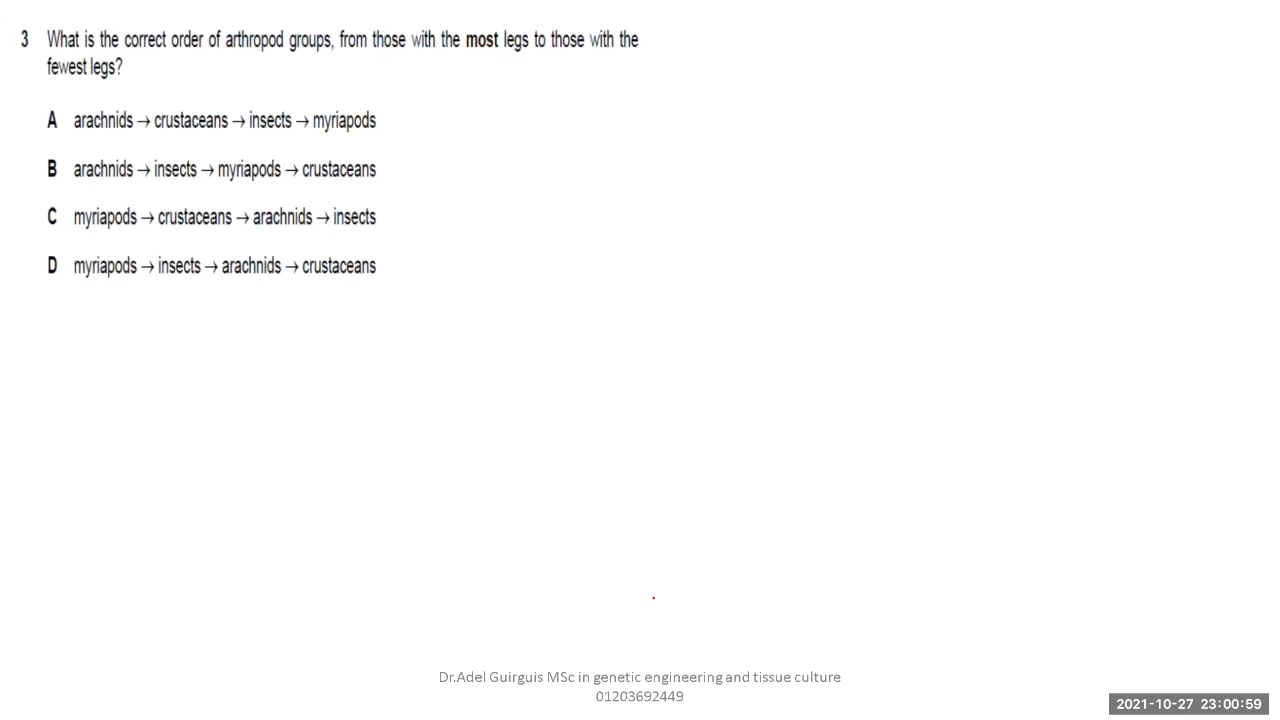 3 What is the correct order of arthropod groups, from those with the most legs to those with the
fewest legs?
A arachnids → crustaceans → insects → myriapods
B arachnids → insects → myriapods → crustaceans
C myriapods → crustaceans → arachnids → insects
D myriapods → insects → arachnids → crustaceans
Dr.Adel Guirguis MSc in genetic engineering and tissue culture
01203692449
2021-10-27 23:00:59